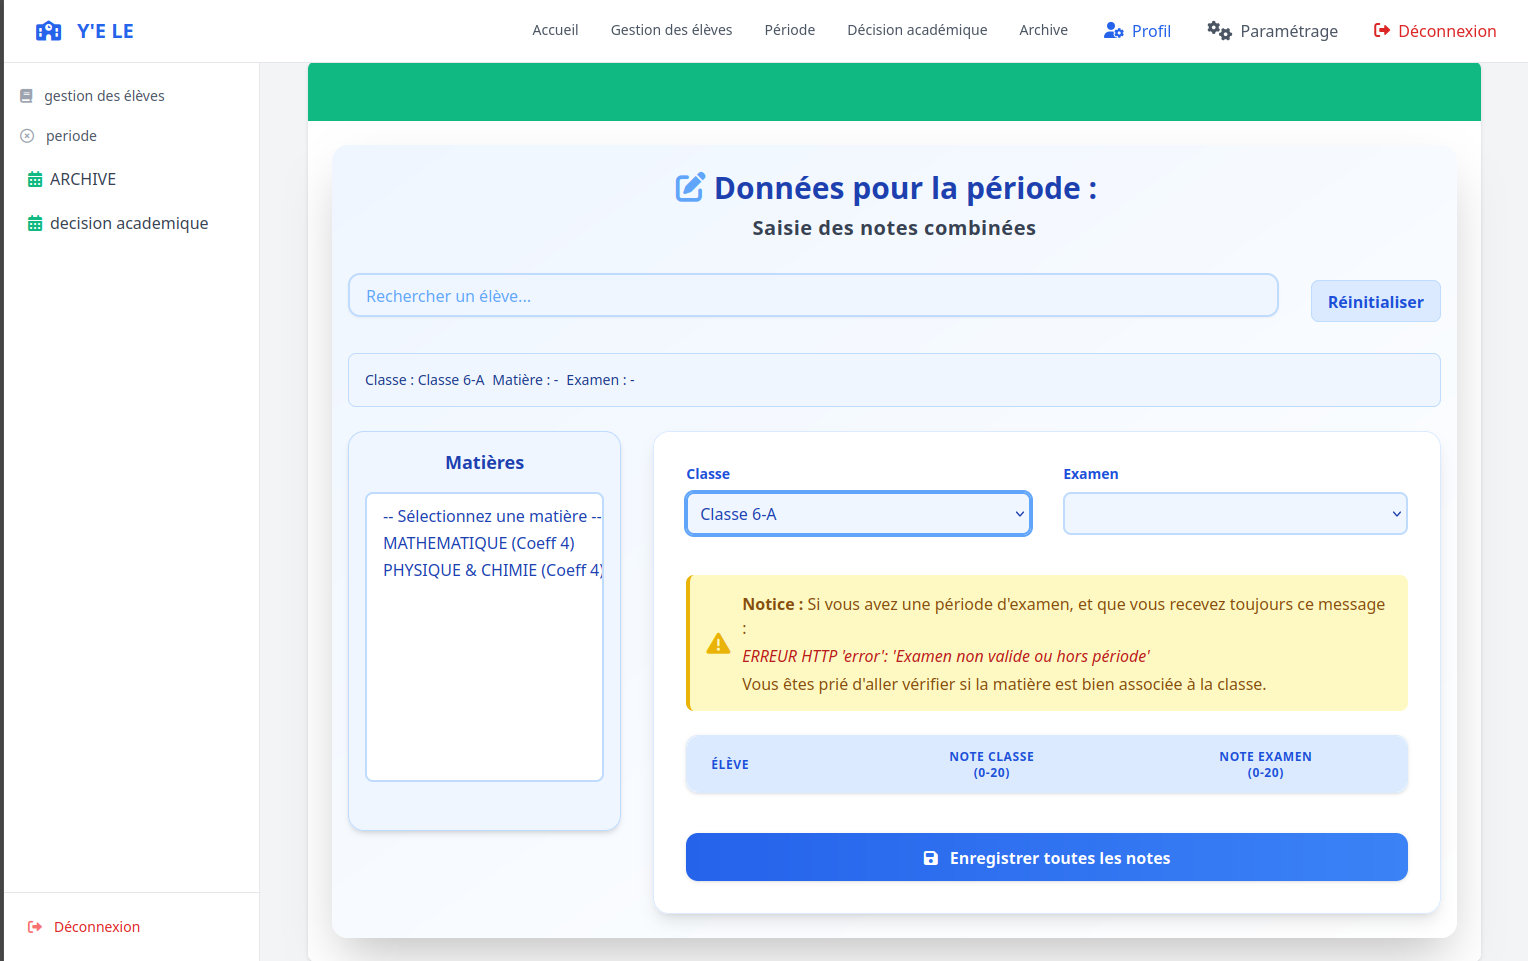 Y'E LE
Accueil
Gestion des élèves
Période
Décision académique
Archive
Profil
Paramétrage
Déconnexion
gestion des élèves
periode
ARCHIVE
decision academique
Déconnexion
Données pour la période :
Saisie des notes combinées
Rechercher un élève...
Réinitialiser
Classe : Classe 6-A Matière : - Examen : -
Matières
-- Sélectionnez une matière --
MATHEMATIQUE (Coeff 4)
PHYSIQUE & CHIMIE (Coeff 4)
Classe
Classe 6-A
Examen
Notice : Si vous avez une période d'examen, et que vous recevez toujours ce message
:
ERREUR HTTP 'error': 'Examen non valide ou hors période'
Vous êtes prié d'aller vérifier si la matière est bien associée à la classe.
ÉLÈVE
NOTE CLASSE
(0-20)
NOTE EXAMEN
(0-20)
Enregistrer toutes les notes